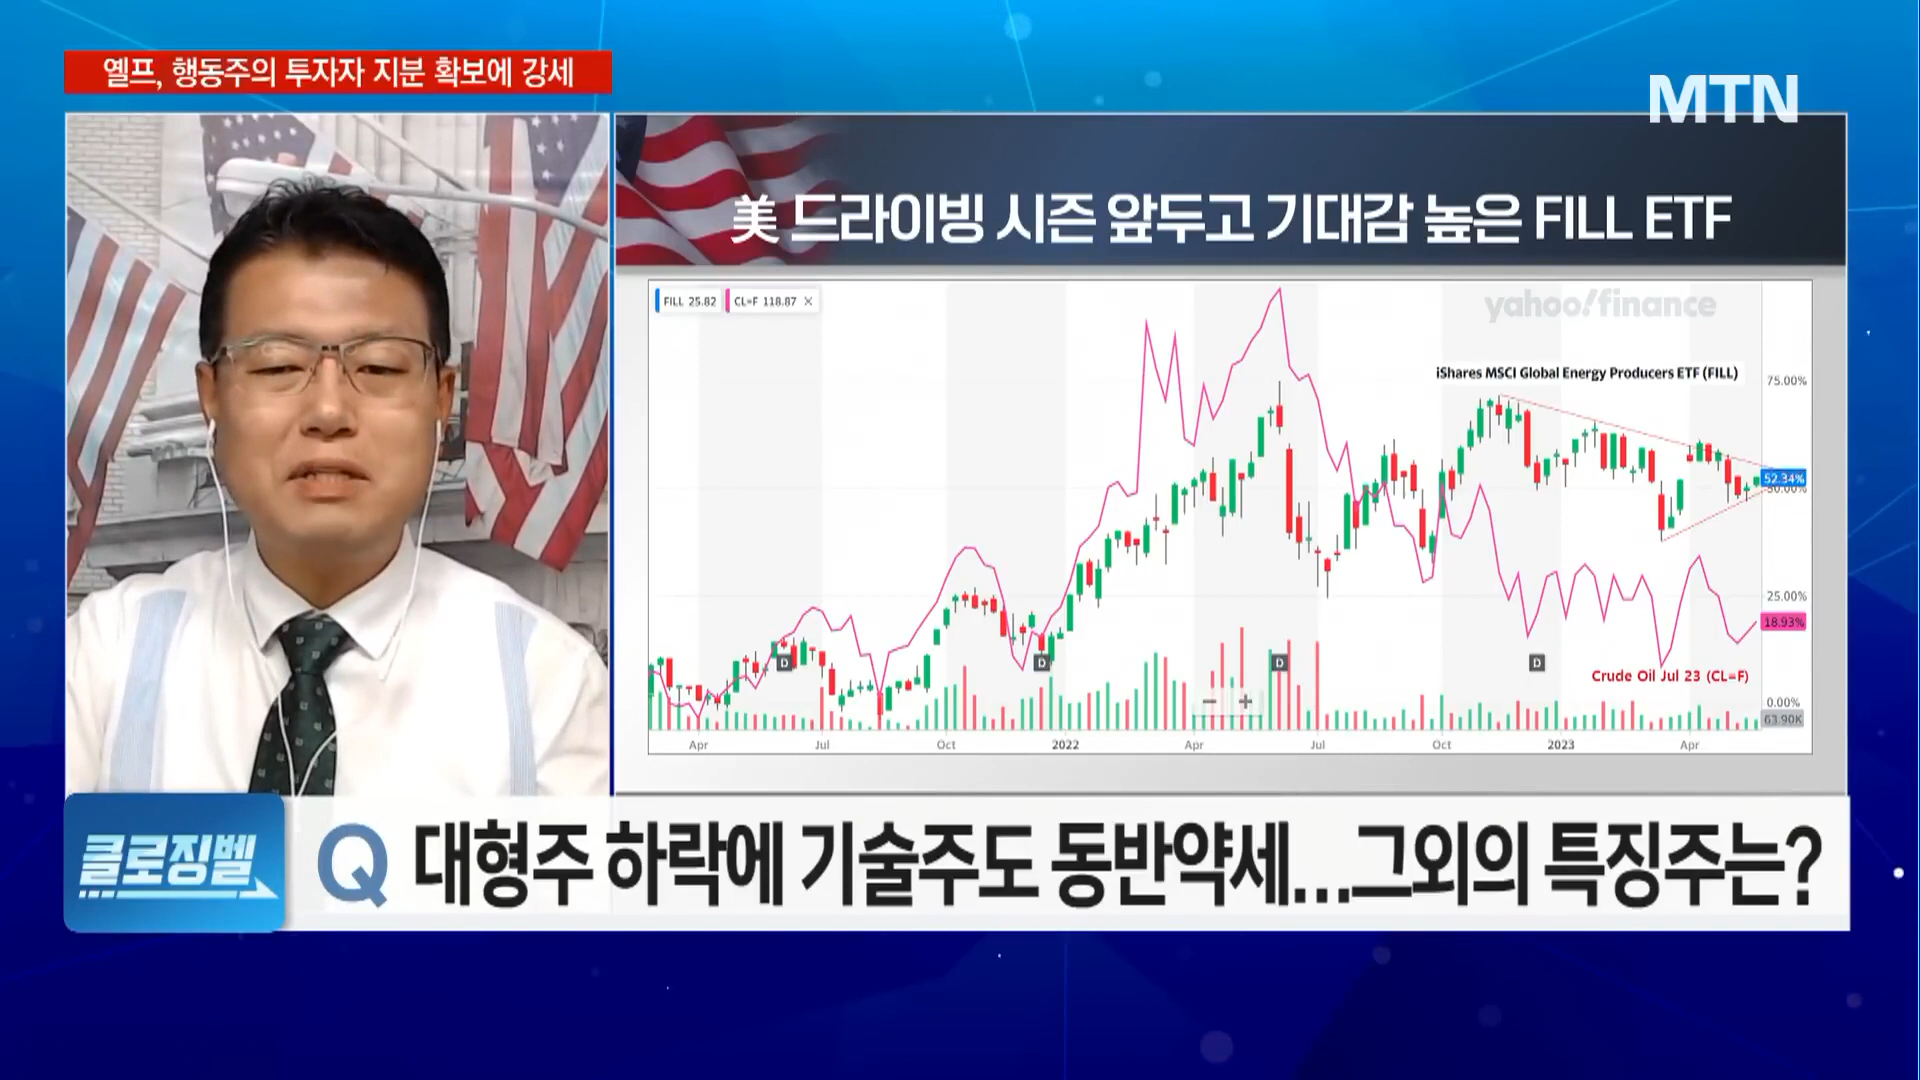 옐프, 행동주의 투자자 지분 확보에 강세
MTN
美 드라이빙 시즌 앞두고 기대감 높은 FILL ETF
FILL 25.82
CL=F 118.87 ×
yahoo!finance
iShares MSCI Global Energy Producers ETF (FILL)
75.00%
52.34%
50.00%
25.00%
18.93%
D
D
D
D
Crude Oil Jul 23 (CL=F)
0.00%
63.90K
− +
Apr Jul Oct 2022 Apr Jul Oct 2023 Apr
클로징벨
Q 대형주 하락에 기술주도 동반약세...그외의 특징주는?